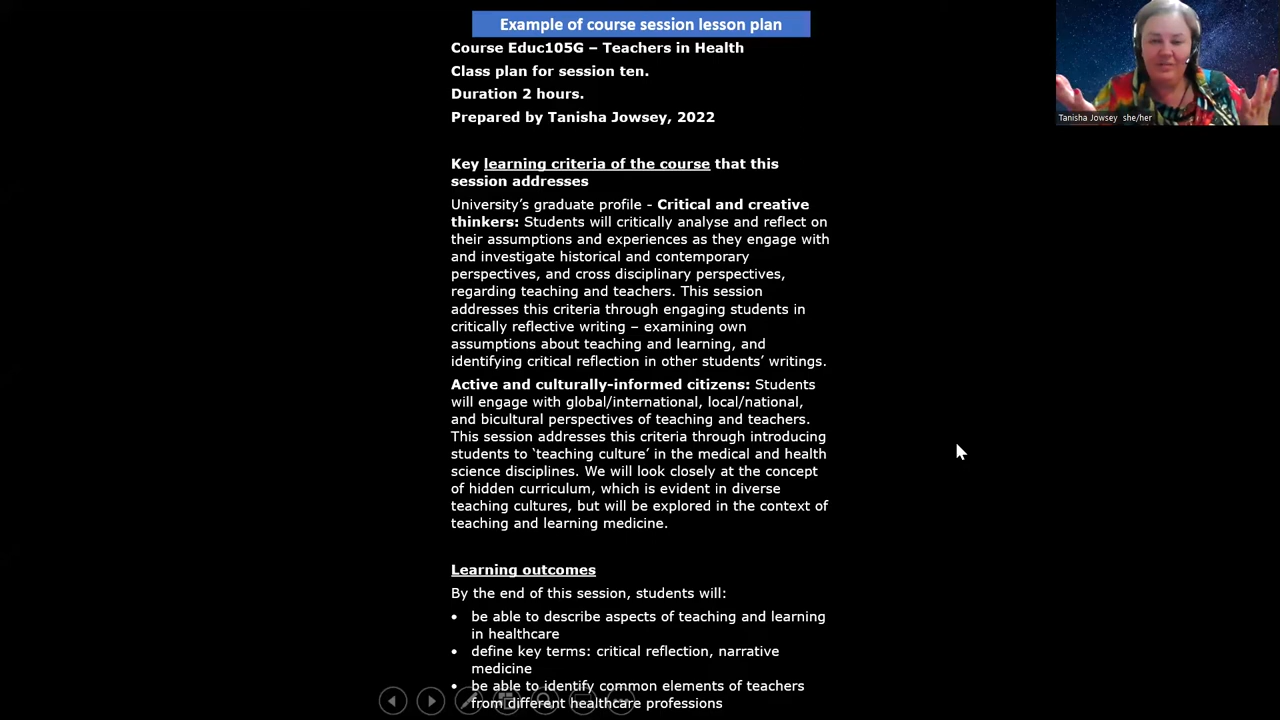 Example of course session lesson plan
Course Educ105G – Teachers in Health
Class plan for session ten.
Duration 2 hours.
Prepared by Tanisha Jowsey, 2022
Key learning criteria of the course that this
session addresses
University's graduate profile - Critical and creative
thinkers: Students will critically analyse and reflect on
their assumptions and experiences as they engage with
and investigate historical and contemporary
perspectives, and cross disciplinary perspectives,
regarding teaching and teachers. This session
addresses this criteria through engaging students in
critically reflective writing – examining own
assumptions about teaching and learning, and
identifying critical reflection in other students' writings.
Active and culturally-informed citizens: Students
will engage with global/international, local/national,
and bicultural perspectives of teaching and teachers.
This session addresses this criteria through introducing
students to ‘teaching culture’ in the medical and health
science disciplines. We will look closely at the concept
of hidden curriculum, which is evident in diverse
teaching cultures, but will be explored in the context of
teaching and learning medicine.
Learning outcomes
By the end of this session, students will:
• be able to describe aspects of teaching and learning
in healthcare
• define key terms: critical reflection, narrative
medicine
• be able to identify common elements of teachers
from different healthcare professions
Tanisha Jowsey she/her